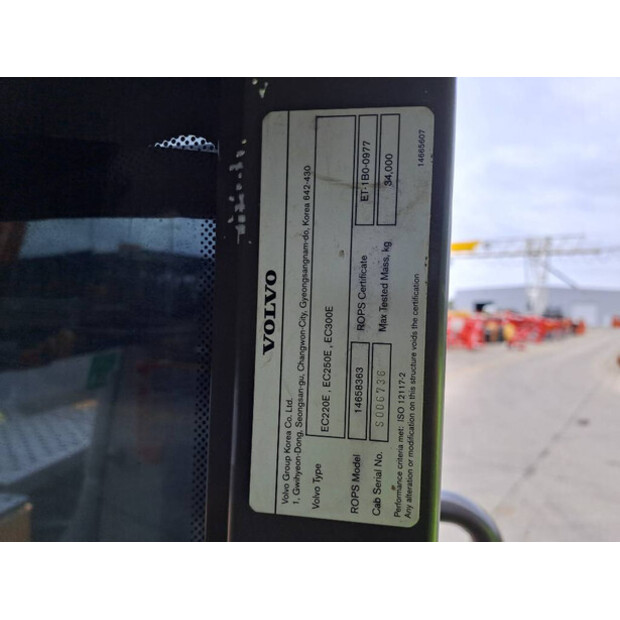 VOLVO
Volvo Group Korea Co. Ltd.
1, Gwihyeon-Dong, Seongsan-gu, Changwon-City, Gyeongsangnam-do, Korea 642-430
Volvo Type EC220E , EC250E , EC300E
ROPS Model 14658363 ROPS Certificate ET-1B0-0977
Cab Serial No. S006736 Max Tested Mass, kg 34,000
Performance criteria met: ISO 12117-2
Any alteration or modification on this structure voids the certification
14665607